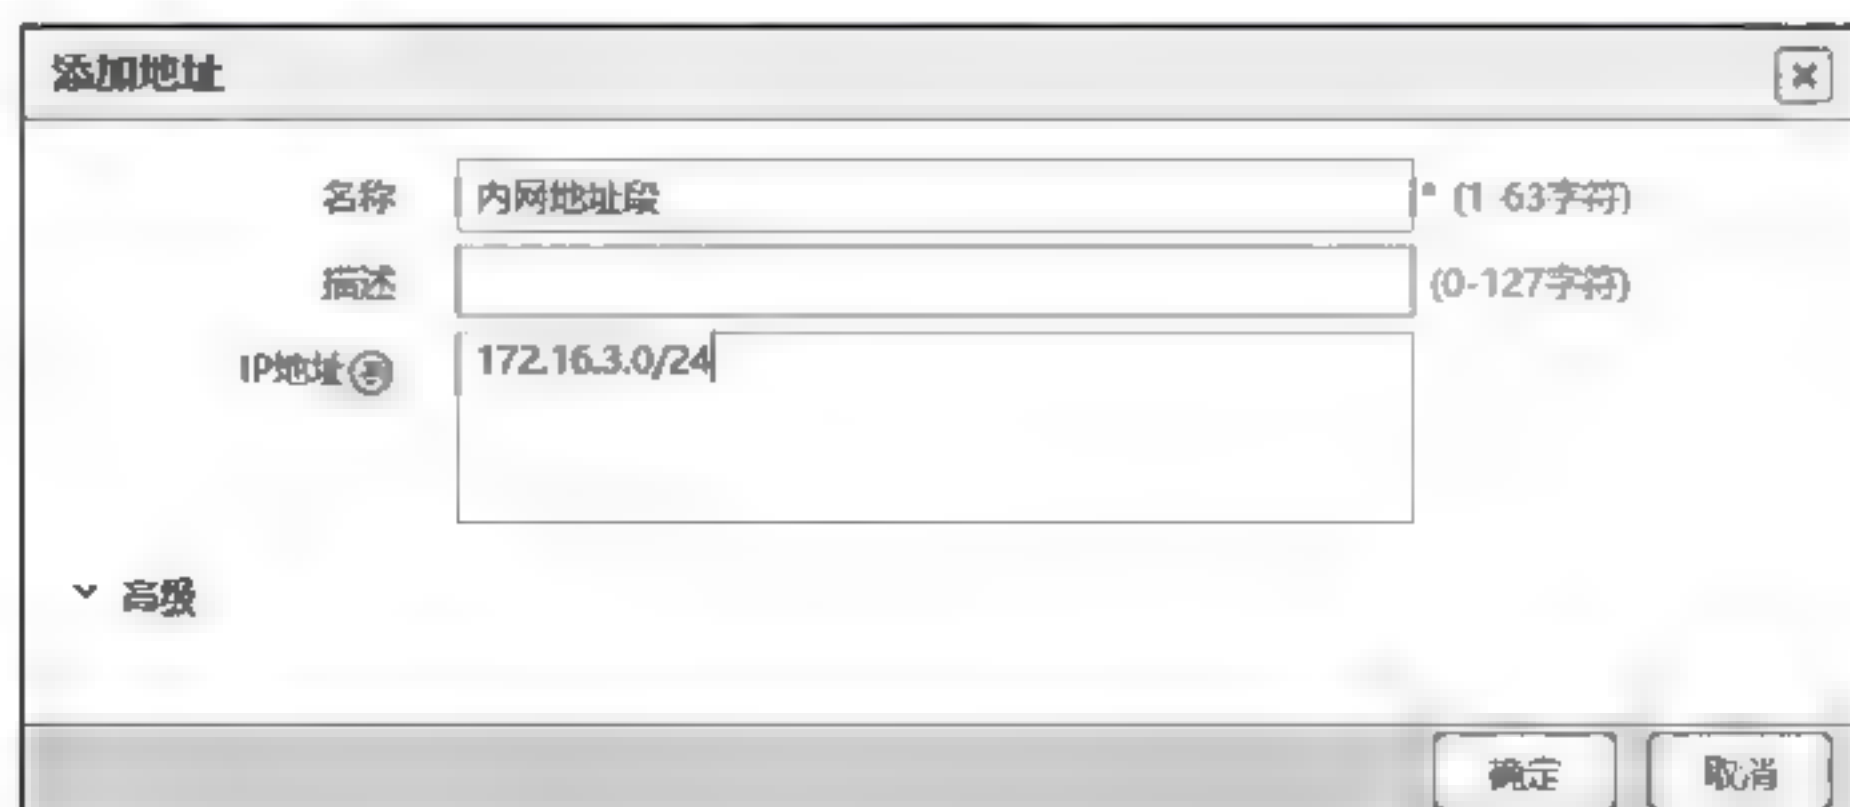 添加地址
名称 内网地址段 * (1-63字符)
描述 (0-127字符)
IP地址 172.16.3.0/24
高级
确定 取消